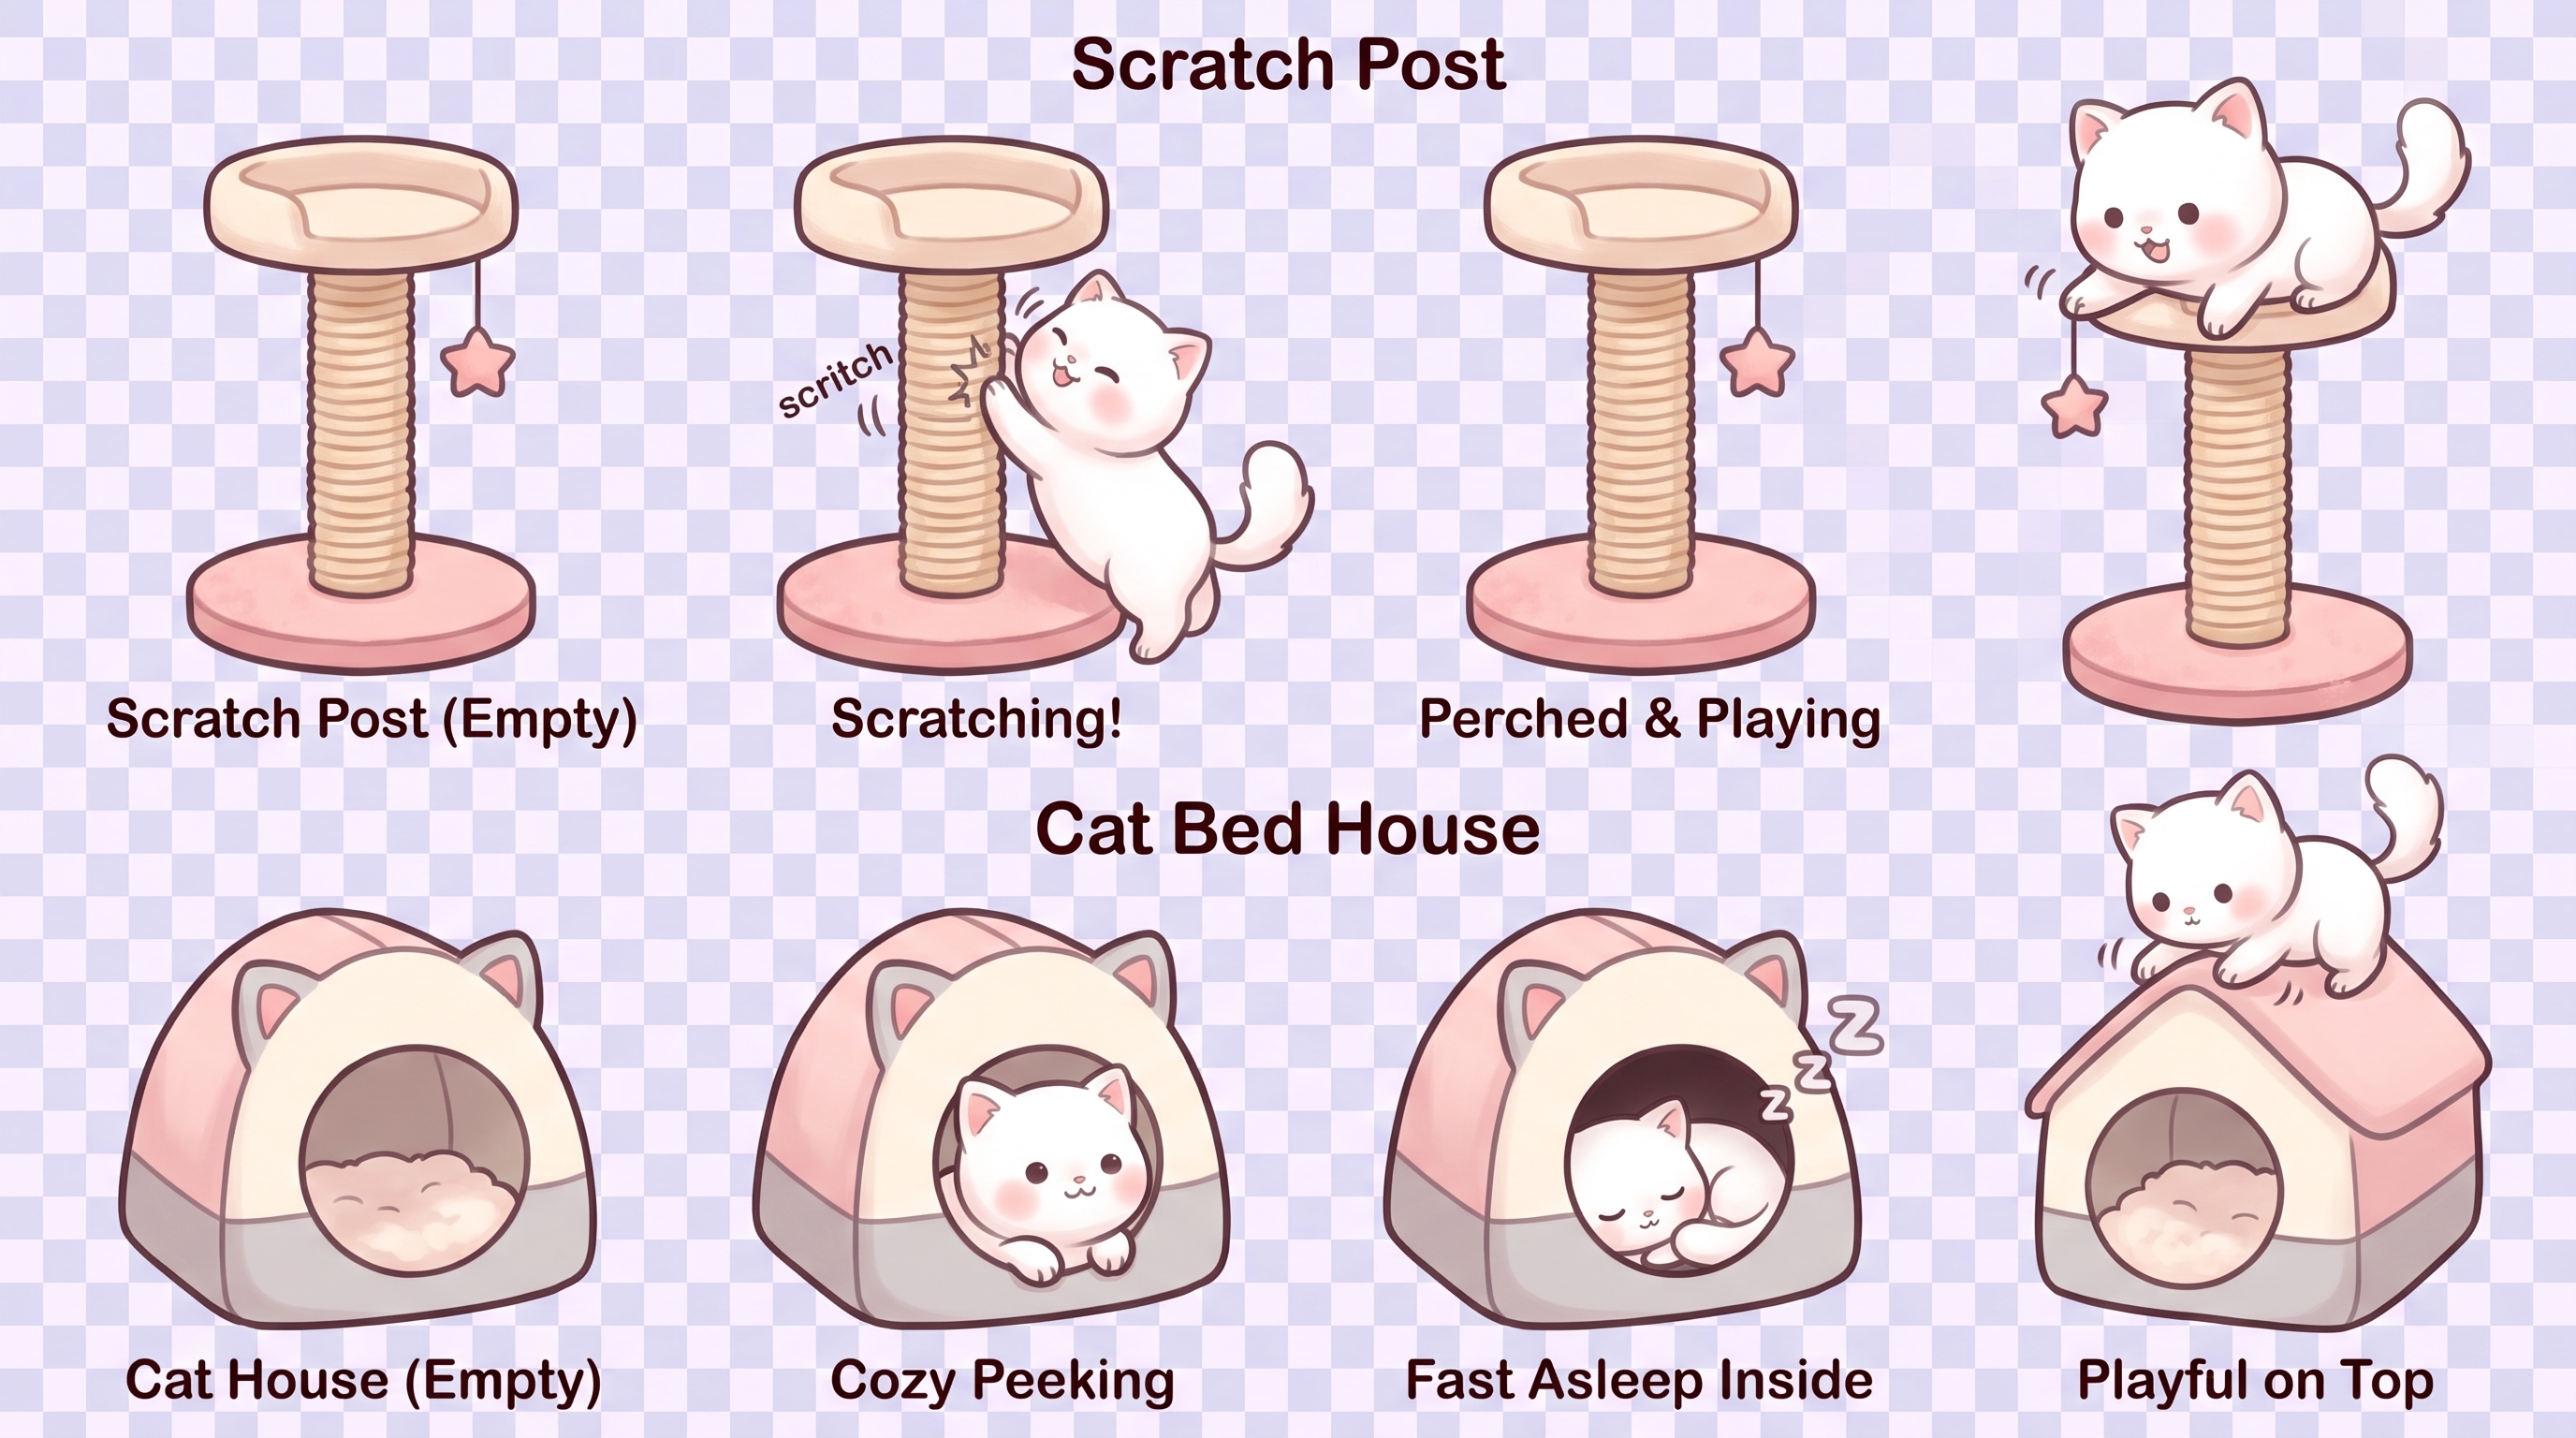 Scratch Post
scritch
Scratch Post (Empty)
Scratching!
Perched & Playing
Cat Bed House
z
z
z
Cat House (Empty)
Cozy Peeking
Fast Asleep Inside
Playful on Top